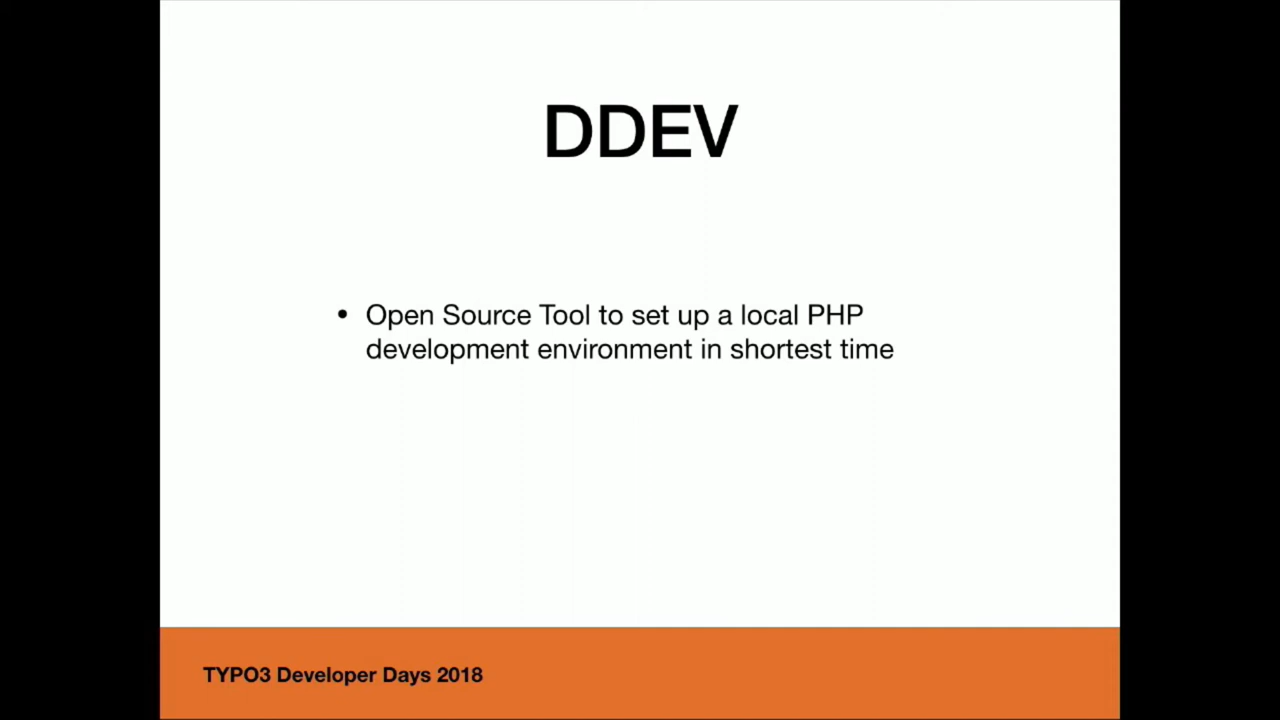 DDEV
• Open Source Tool to set up a local PHP
development environment in shortest time
TYPO3 Developer Days 2018